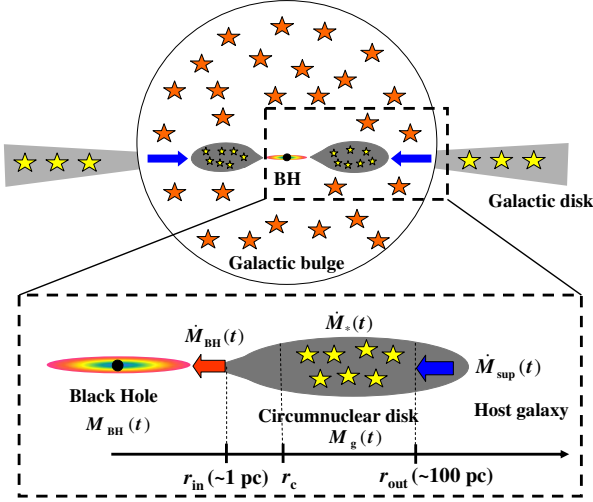 BH
Galactic disk
Galactic bulge
Ṁ_BH(t)
Ṁ_*(t)
Ṁ_sup(t)
Black Hole
Circumnuclear disk
Host galaxy
M_BH(t)
M_g(t)
r_in (~1 pc)
r_c
r_out (~100 pc)